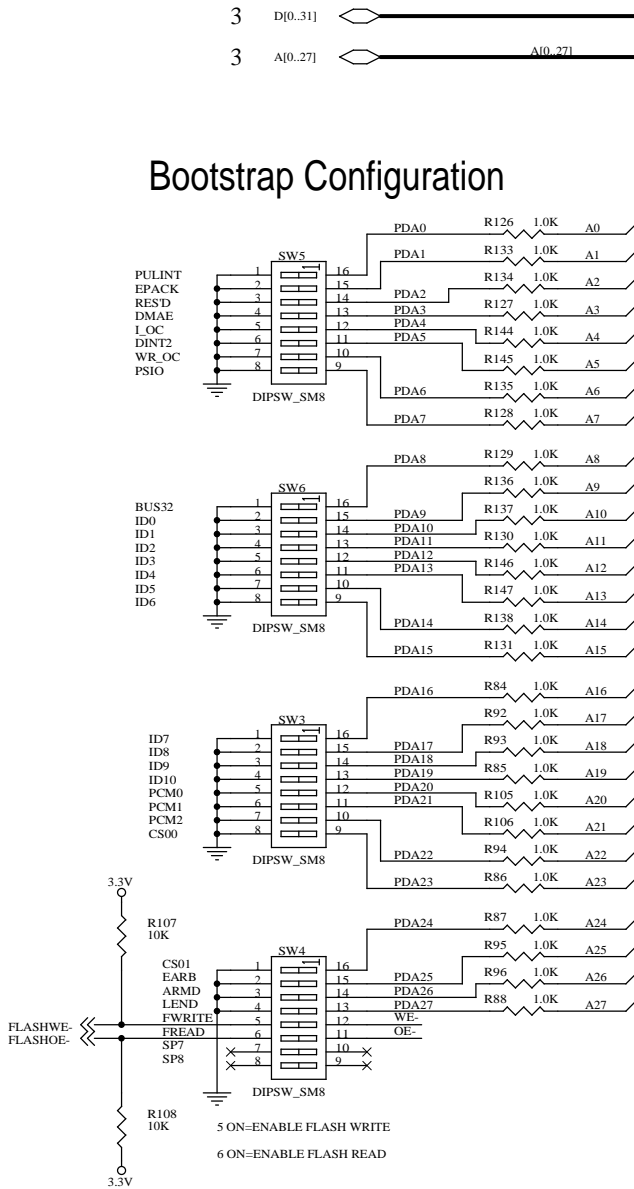 3 D[0..31]
3 A[0..27] A[0..27]
Bootstrap Configuration
SW5
PULINT 1 16 PDA0 R126 1.0K A0
EPACK 2 15 PDA1 R133 1.0K A1
RES'D 3 14 PDA2 R134 1.0K A2
DMAE 4 13 PDA3 R127 1.0K A3
I_OC 5 12 PDA4 R144 1.0K A4
DINT2 6 11 PDA5 R145 1.0K A5
WR_OC 7 10 PDA6 R135 1.0K A6
PSIO 8 9 PDA7 R128 1.0K A7
DIPSW_SM8
SW6
BUS32 1 16 PDA8 R129 1.0K A8
ID0 2 15 PDA9 R136 1.0K A9
ID1 3 14 PDA10 R137 1.0K A10
ID2 4 13 PDA11 R130 1.0K A11
ID3 5 12 PDA12 R146 1.0K A12
ID4 6 11 PDA13 R147 1.0K A13
ID5 7 10 PDA14 R138 1.0K A14
ID6 8 9 PDA15 R131 1.0K A15
DIPSW_SM8
SW3
ID7 1 16 PDA16 R84 1.0K A16
ID8 2 15 PDA17 R92 1.0K A17
ID9 3 14 PDA18 R93 1.0K A18
ID10 4 13 PDA19 R85 1.0K A19
PCM0 5 12 PDA20 R105 1.0K A20
PCM1 6 11 PDA21 R106 1.0K A21
PCM2 7 10 PDA22 R94 1.0K A22
CS00 8 9 PDA23 R86 1.0K A23
DIPSW_SM8
3.3V
R107
10K
SW4
CS01 1 16 PDA24 R87 1.0K A24
EARB 2 15 PDA25 R95 1.0K A25
ARMD 3 14 PDA26 R96 1.0K A26
LEND 4 13 PDA27 R88 1.0K A27
FLASHWE- FWRITE 5 12 WE-
FLASHOE- FREAD 6 11 OE-
SP7 7 10
SP8 8 9
DIPSW_SM8
R108
10K
5 ON=ENABLE FLASH WRITE
6 ON=ENABLE FLASH READ
3.3V